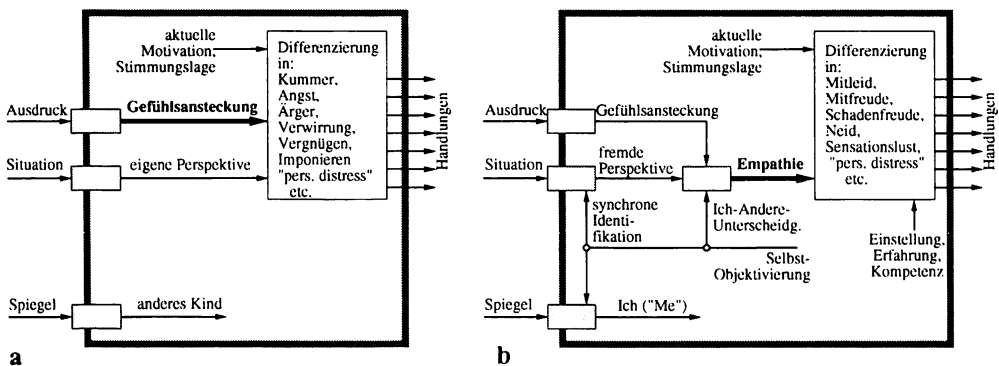 aktuelle
Motivation,
Stimmungslage
Differenzierung
in:
Kummer,
Angst,
Ärger,
Verwirrung,
Vergnügen,
Imponieren
"pers. distress"
etc.
Handlungen
Ausdruck
Gefühlsansteckung
Situation
eigene Perspektive
Spiegel
anderes Kind
a
aktuelle
Motivation,
Stimmungslage
Differenzierung
in:
Mitleid,
Mitfreude,
Schadenfreude,
Neid,
Sensationslust,
"pers. distress"
etc.
Handlungen
Ausdruck
Gefühlsansteckung
Situation
fremde
Perspektive
Empathie
synchrone
Identi-
fikation
Ich-Andere-
Unterscheidg.
Selbst-
Objektivierung
Einstellung,
Erfahrung,
Kompetenz
Spiegel
Ich ("Me")
b